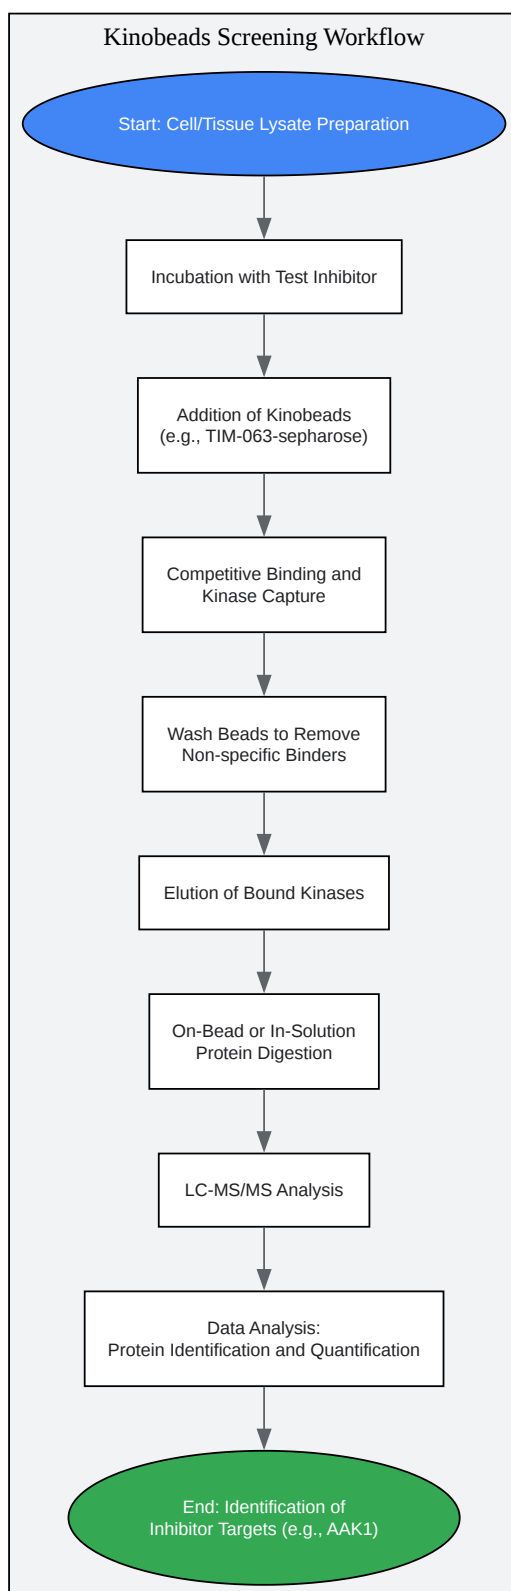 Kinobeads Screening Workflow
Start: Cell/Tissue Lysate Preparation
Incubation with Test Inhibitor
Addition of Kinobeads
(e.g., TIM-063-sepharose)
Competitive Binding and
Kinase Capture
Wash Beads to Remove
Non-specific Binders
Elution of Bound Kinases
On-Bead or In-Solution
Protein Digestion
LC-MS/MS Analysis
Data Analysis:
Protein Identification and Quantification
End: Identification of
Inhibitor Targets (e.g., AAK1)